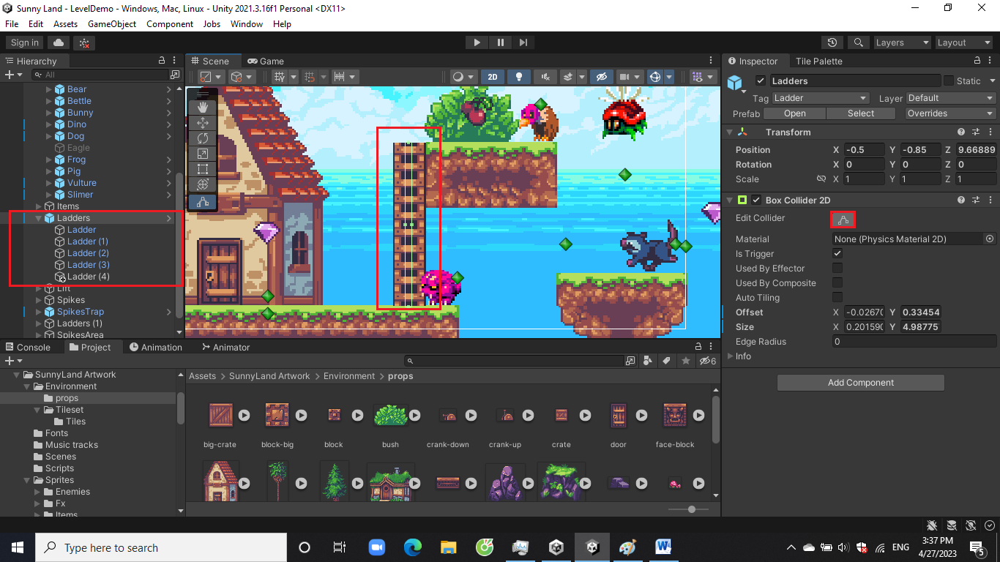 Sunny Land - LevelDemo - Windows, Mac, Linux - Unity 2021.3.16f1 Personal <DX11>
File Edit Assets GameObject Component Jobs Window Help
Sign in Layers Layout
Hierarchy
All
Bear
Bettle
Bunny
Dino
Dog
Eagle
Frog
Pig
Vulture
Slimer
Items
Ladders
Ladder
Ladder (1)
Ladder (2)
Ladder (3)
Ladder (4)
Lift
Spikes
SpikesTrap
Ladders (1)
SpikesArea
Scene Game
2D
Inspector Tile Palette
Ladders Static
Tag Ladder Layer Default
Prefab Open Select Overrides
Transform
Position X -0.5 Y -0.85 Z 9.66889
Rotation X 0 Y 0 Z 0
Scale X 1 Y 1 Z 1
Box Collider 2D
Edit Collider
Material None (Physics Material 2D)
Is Trigger
Used By Effector
Used By Composite
Auto Tiling
Offset X -0.0267 Y 0.33454
Size X 0.20159 Y 4.98775
Edge Radius 0
Info
Add Component
Console Project Animation Animator
6
SunnyLand Artwork
Environment
props
Tileset
Tiles
Fonts
Music tracks
Scenes
Scripts
Sprites
Enemies
Fx
Items
Assets > SunnyLand Artwork > Environment > props
big-crate block-big block bush crank-down crank-up crate door face-block
Type here to search
ENG
3:37 PM
4/27/2023
5